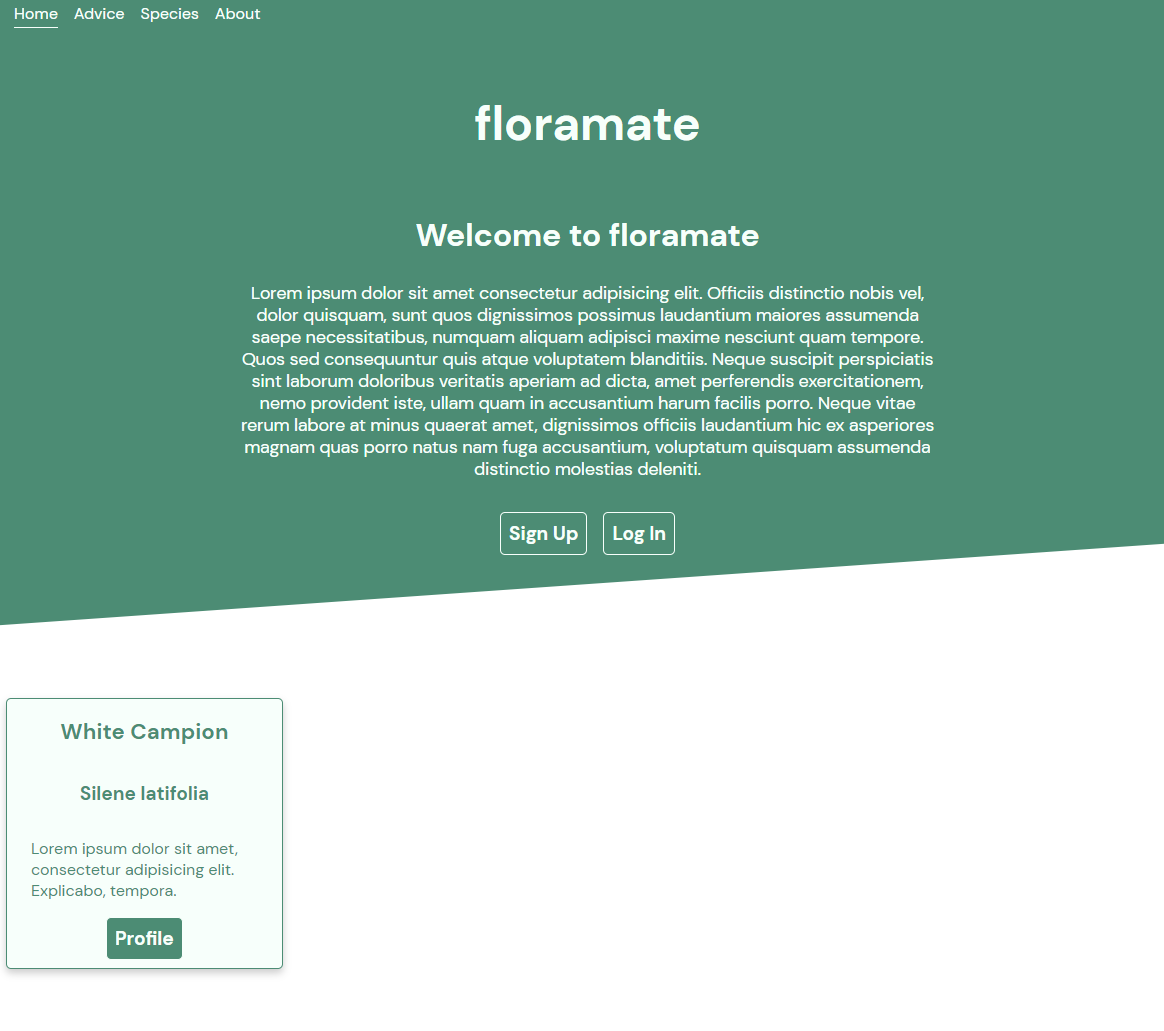 Home Advice Species About
floramate
Welcome to floramate
Lorem ipsum dolor sit amet consectetur adipisicing elit. Officiis distinctio nobis vel,
dolor quisquam, sunt quos dignissimos possimus laudantium maiores assumenda
saepe necessitatibus, numquam aliquam adipisci maxime nesciunt quam tempore.
Quos sed consequuntur quis atque voluptatem blanditiis. Neque suscipit perspiciatis
sint laborum doloribus veritatis aperiam ad dicta, amet perferendis exercitationem,
nemo provident iste, ullam quam in accusantium harum facilis porro. Neque vitae
rerum labore at minus quaerat amet, dignissimos officiis laudantium hic ex asperiores
magnam quas porro natus nam fuga accusantium, voluptatum quisquam assumenda
distinctio molestias deleniti.
Sign Up Log In
White Campion
Silene latifolia
Lorem ipsum dolor sit amet,
consectetur adipisicing elit.
Explicabo, tempora.
Profile